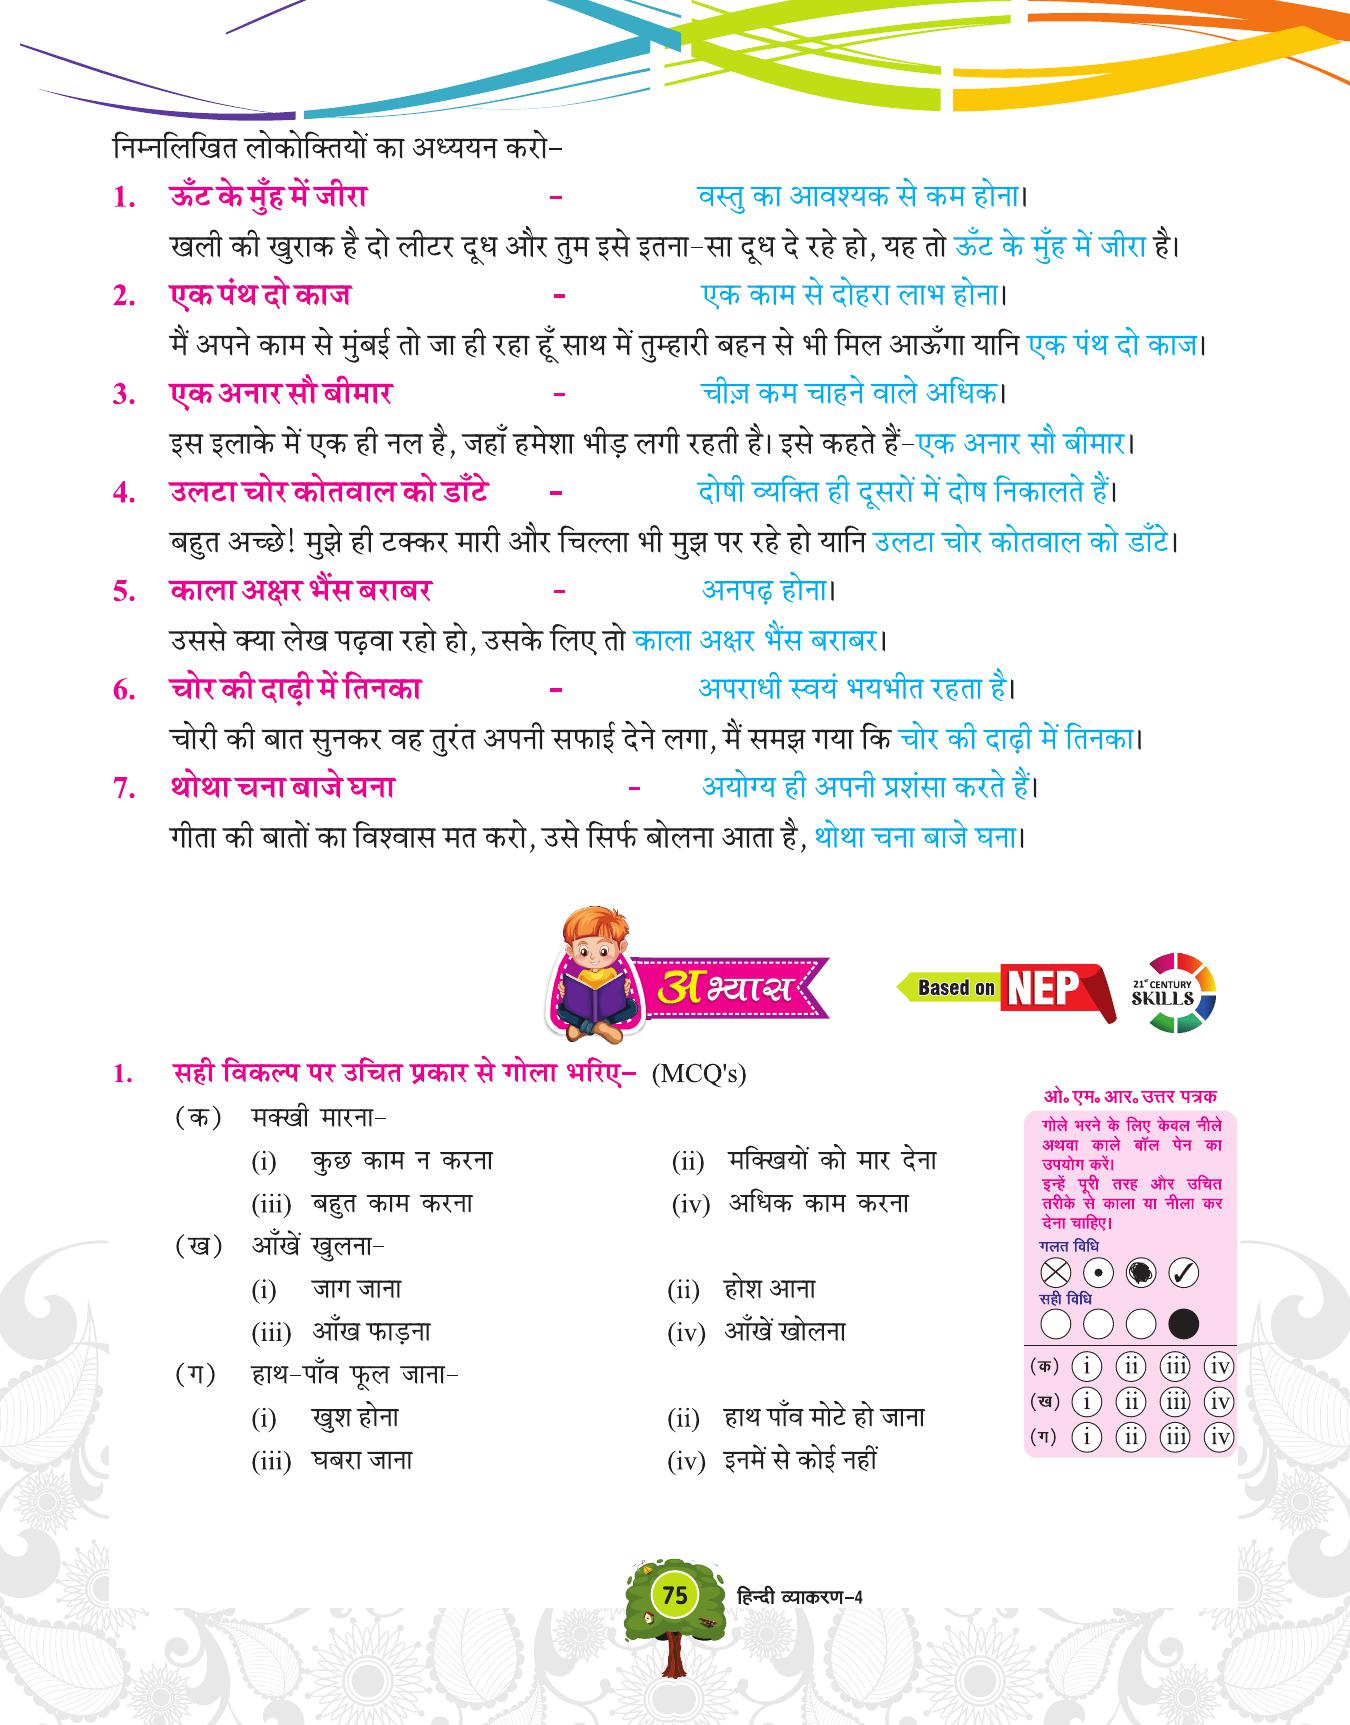 निम्नलिखित लोकोक्तियों का अध्ययन करो–
1. ऊँट के मुँह में जीरा - वस्तु का आवश्यक से कम होना।
खली की खुराक है दो लीटर दूध और तुम इसे इतना-सा दूध दे रहे हो, यह तो ऊँट के मुँह में जीरा है।
2. एक पंथ दो काज - एक काम से दोहरा लाभ होना।
मैं अपने काम से मुंबई तो जा ही रहा हूँ साथ में तुम्हारी बहन से भी मिल आऊँगा यानि एक पंथ दो काज।
3. एक अनार सौ बीमार - चीज़ कम चाहने वाले अधिक।
इस इलाके में एक ही नल है, जहाँ हमेशा भीड़ लगी रहती है। इसे कहते हैं-एक अनार सौ बीमार।
4. उलटा चोर कोतवाल को डाँटे - दोषी व्यक्ति ही दूसरों में दोष निकालते हैं।
बहुत अच्छे! मुझे ही टक्कर मारी और चिल्ला भी मुझ पर रहे हो यानि उलटा चोर कोतवाल को डाँटे।
5. काला अक्षर भैंस बराबर - अनपढ़ होना।
उससे क्या लेख पढ़वा रहो हो, उसके लिए तो काला अक्षर भैंस बराबर।
6. चोर की दाढ़ी में तिनका - अपराधी स्वयं भयभीत रहता है।
चोरी की बात सुनकर वह तुरंत अपनी सफाई देने लगा, मैं समझ गया कि चोर की दाढ़ी में तिनका।
7. थोथा चना बाजे घना - अयोग्य ही अपनी प्रशंसा करते हैं।
गीता की बातों का विश्वास मत करो, उसे सिर्फ बोलना आता है, थोथा चना बाजे घना।
अभ्यास
Based on NEP
21st CENTURY
SKILLS
1. सही विकल्प पर उचित प्रकार से गोला भरिए– (MCQ's)
(क) मक्खी मारना-
(i) कुछ काम न करना (ii) मक्खियों को मार देना
(iii) बहुत काम करना (iv) अधिक काम करना
(ख) आँखें खुलना-
(i) जाग जाना (ii) होश आना
(iii) आँख फाड़ना (iv) आँखें खोलना
(ग) हाथ-पाँव फूल जाना-
(i) खुश होना (ii) हाथ पाँव मोटे हो जाना
(iii) घबरा जाना (iv) इनमें से कोई नहीं
ओ॰ एम॰ आर॰ उत्तर पत्रक
गोले भरने के लिए केवल नीले
अथवा काले बॉल पेन का
उपयोग करें।
इन्हें पूरी तरह और उचित
तरीके से काला या नीला कर
देना चाहिए।
गलत विधि
सही विधि
(क) i ii iii iv
(ख) i ii iii iv
(ग) i ii iii iv
75 हिन्दी व्याकरण-4